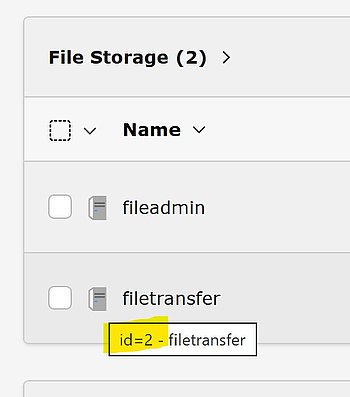 File Storage (2)
Name
fileadmin
filetransfer
id=2 - filetransfer